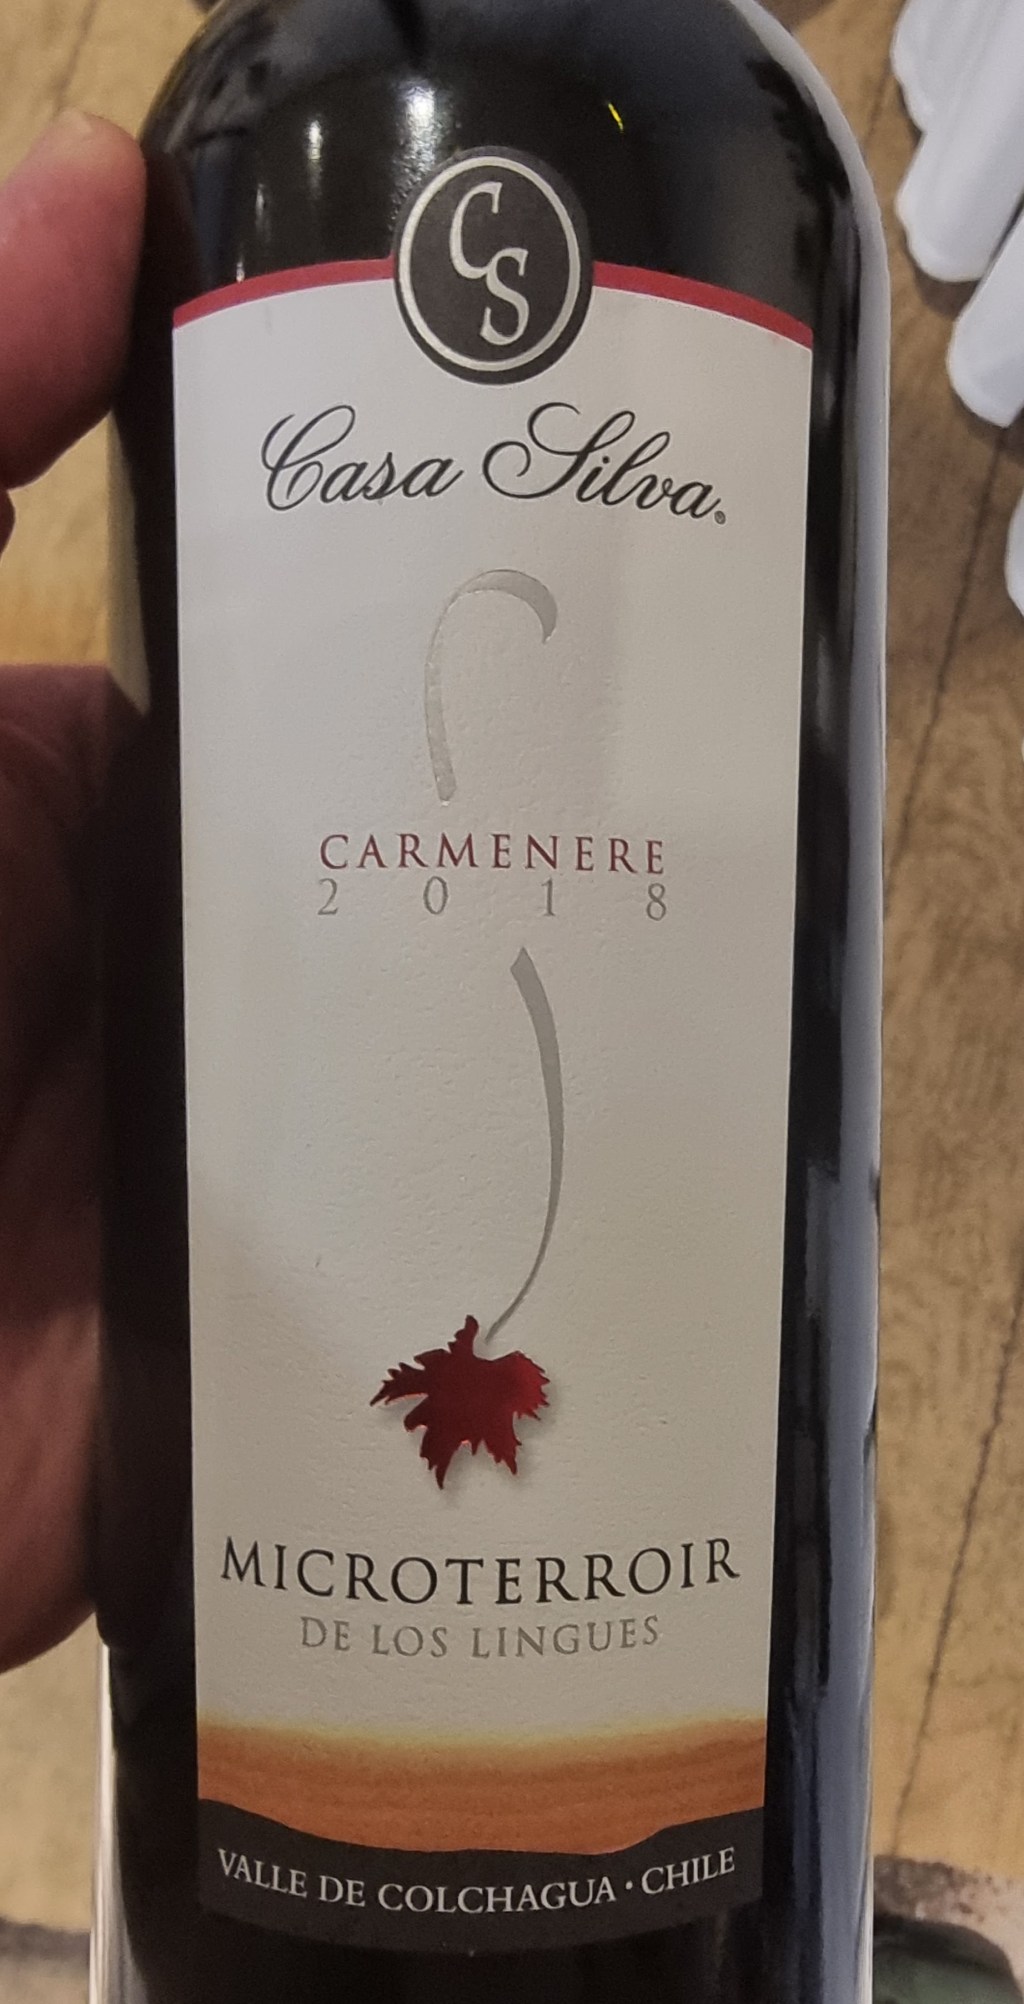 CS
Casa Silva®
CARMENERE
2018
MICROTERROIR
DE LOS LINGUES
VALLE DE COLCHAGUA • CHILE